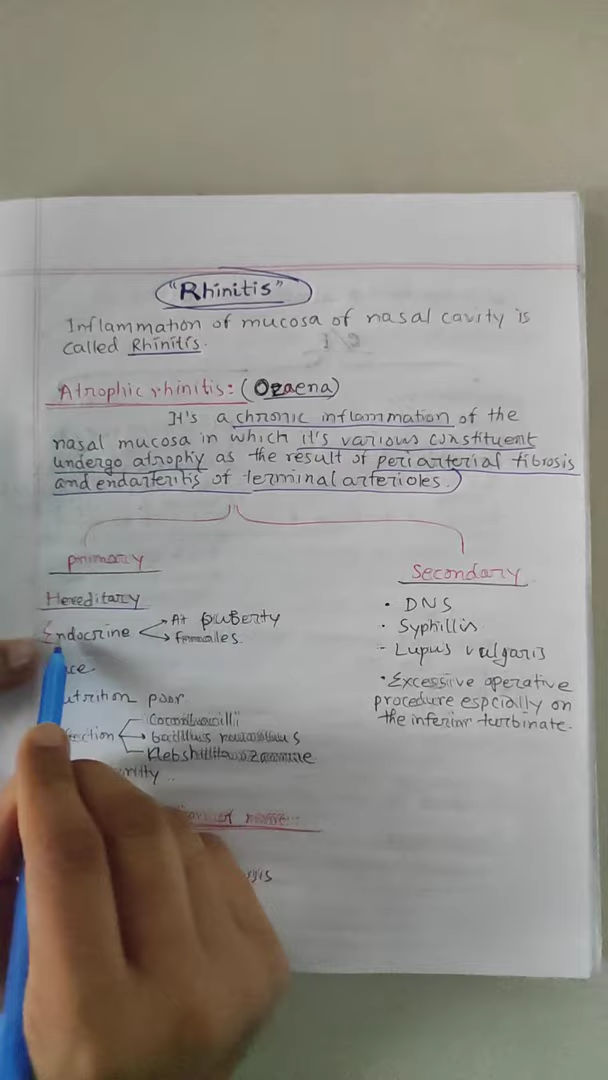 "Rhinitis"
Inflammation of mucosa of nasal cavity is
called Rhinitis.
Atrophic rhinitis: (Ozaena)
It's a chronic inflammation of the
nasal mucosa in which it's various constituent
undergo atrophy as the result of periarterial fibrosis
and endarteritis of terminal arterioles.
primary
Hereditary
Endocrine
At puberty
females.
poor
Secondary
• DNS
• Syphillis
- Lupus vulgaris
• Excessive operative
procedure espcially on
the inferior turbinate.